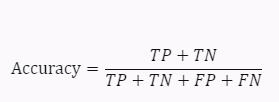 Accuracy = TP + TN / TP + TN + FP + FN